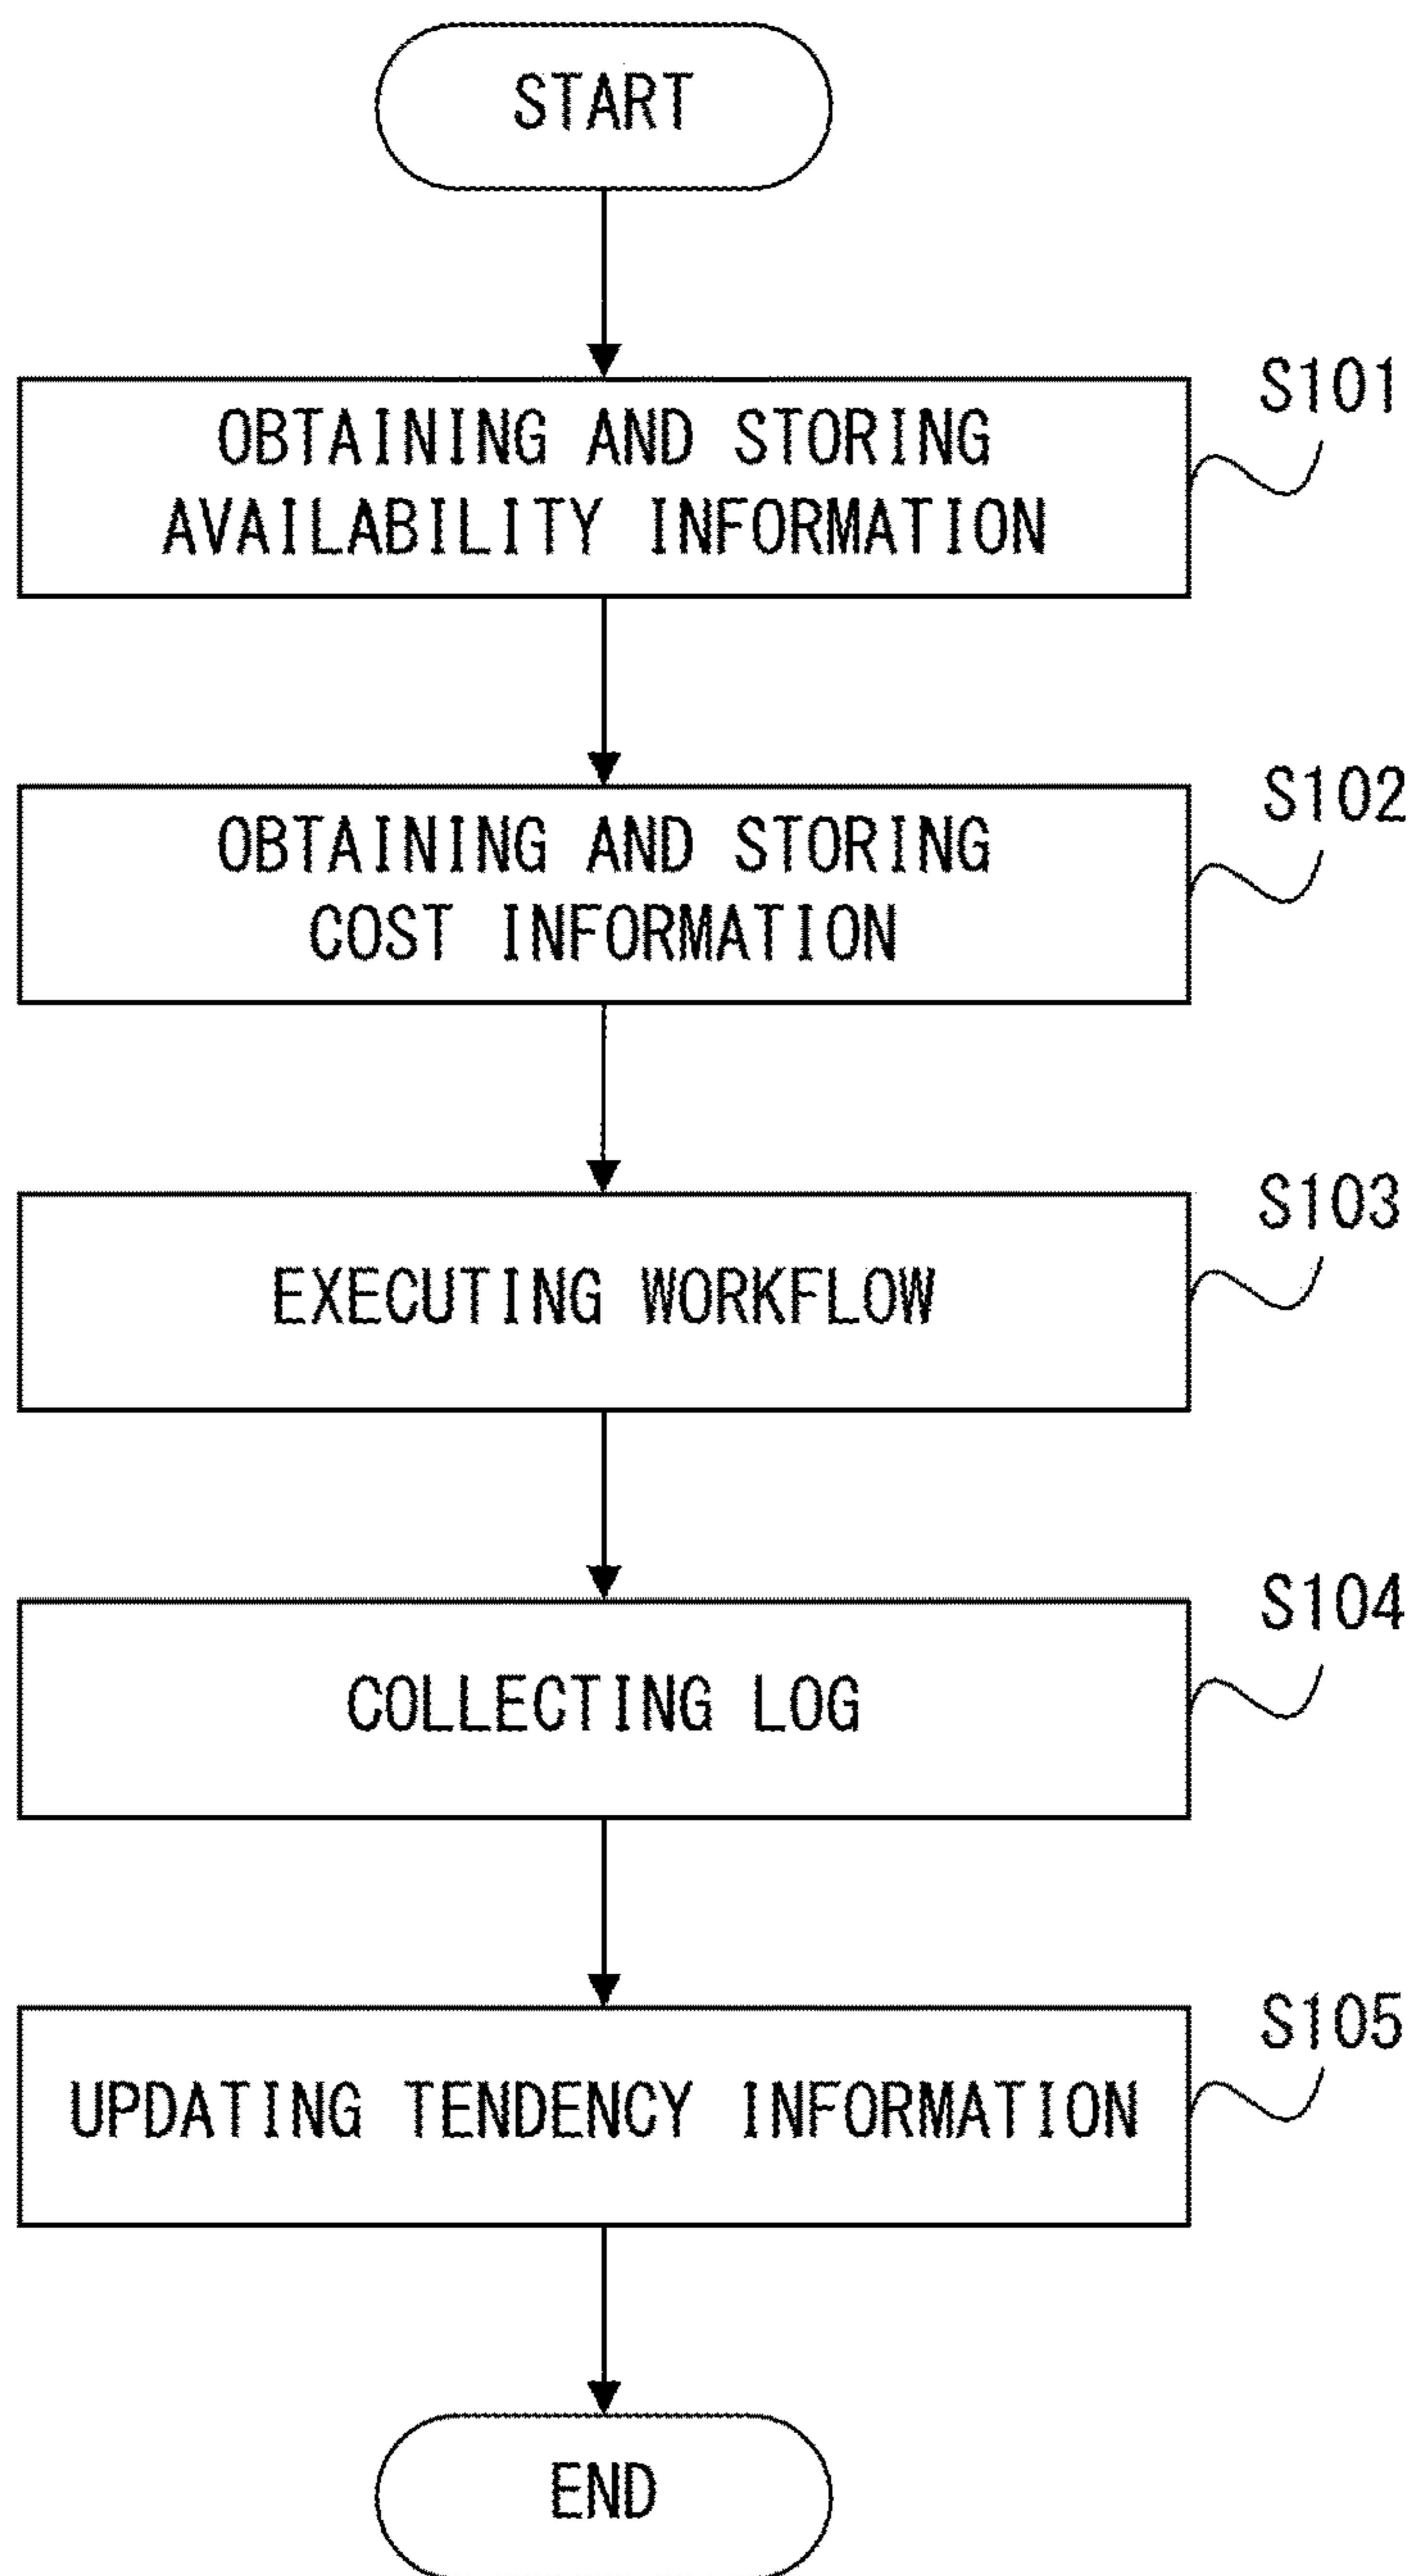 START
S101
OBTAINING AND STORING
AVAILABILITY INFORMATION
S102
OBTAINING AND STORING
COST INFORMATION
S103
EXECUTING WORKFLOW
S104
COLLECTING LOG
S105
UPDATING TENDENCY INFORMATION
END